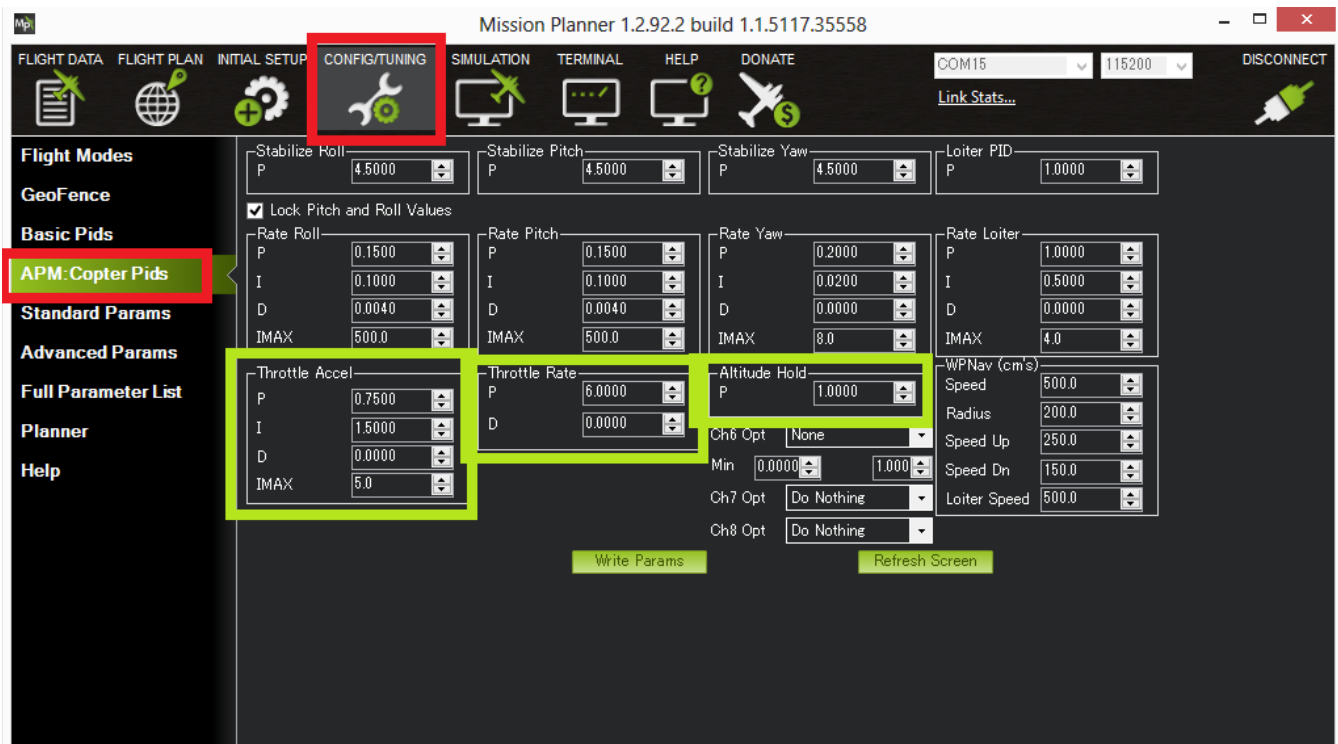 Mp
Mission Planner 1.2.92.2 build 1.1.5117.35558
FLIGHT DATA FLIGHT PLAN INITIAL SETUP CONFIG/TUNING SIMULATION TERMINAL HELP DONATE COM15 115200 DISCONNECT
Link Stats...
Flight Modes
GeoFence
Basic Pids
APM:Copter Pids
Standard Params
Advanced Params
Full Parameter List
Planner
Help
Stabilize Roll
P 4.5000
Stabilize Pitch
P 4.5000
Stabilize Yaw
P 4.5000
Loiter PID
P 1.0000
Lock Pitch and Roll Values
Rate Roll
P 0.1500
I 0.1000
D 0.0040
IMAX 500.0
Rate Pitch
P 0.1500
I 0.1000
D 0.0040
IMAX 500.0
Rate Yaw
P 0.2000
I 0.0200
D 0.0000
IMAX 8.0
Rate Loiter
P 1.0000
I 0.5000
D 0.0000
IMAX 4.0
Throttle Accel
P 0.7500
I 1.5000
D 0.0000
IMAX 5.0
Throttle Rate
P 6.0000
D 0.0000
Altitude Hold
P 1.0000
Ch6 Opt None
Min 0.0000 1.000
Ch7 Opt Do Nothing
Ch8 Opt Do Nothing
WPNav (cm's)
Speed 500.0
Radius 200.0
Speed Up 250.0
Speed Dn 150.0
Loiter Speed 500.0
Write Params
Refresh Screen